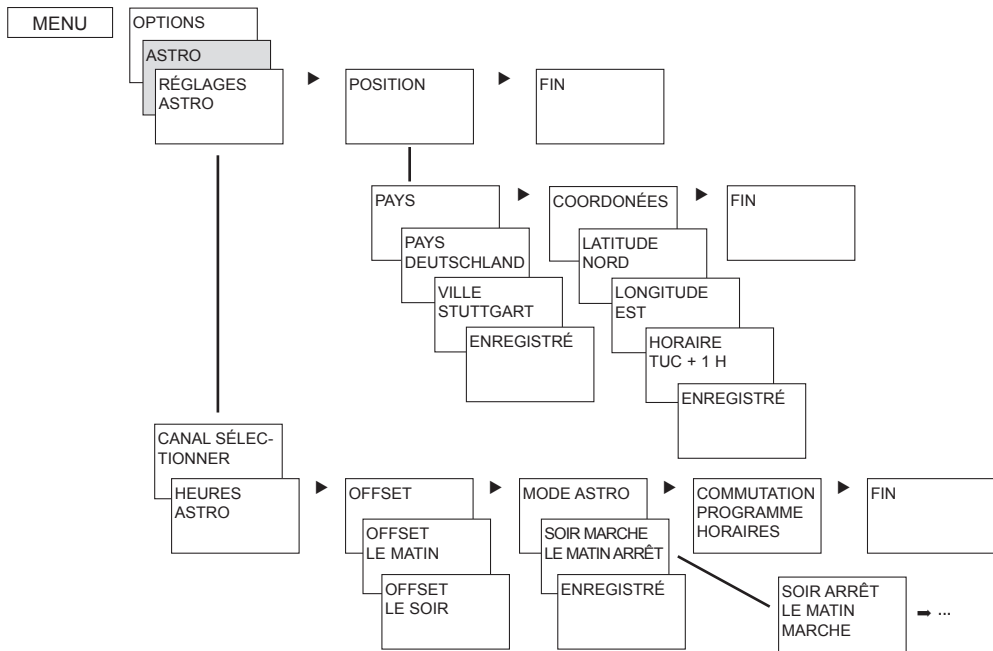 MENU
OPTIONS
ASTRO
RÉGLAGES
ASTRO
POSITION
FIN
PAYS
PAYS
DEUTSCHLAND
VILLE
STUTTGART
ENREGISTRÉ
COORDONÉES
LATITUDE
NORD
LONGITUDE
EST
HORAIRE
TUC + 1 H
ENREGISTRÉ
FIN
CANAL SÉLEC-
TIONNER
HEURES
ASTRO
OFFSET
OFFSET
LE MATIN
OFFSET
LE SOIR
MODE ASTRO
SOIR MARCHE
LE MATIN ARRÊT
ENREGISTRÉ
COMMUTATION
PROGRAMME
HORAIRES
FIN
SOIR ARRÊT
LE MATIN
MARCHE
➡ ...